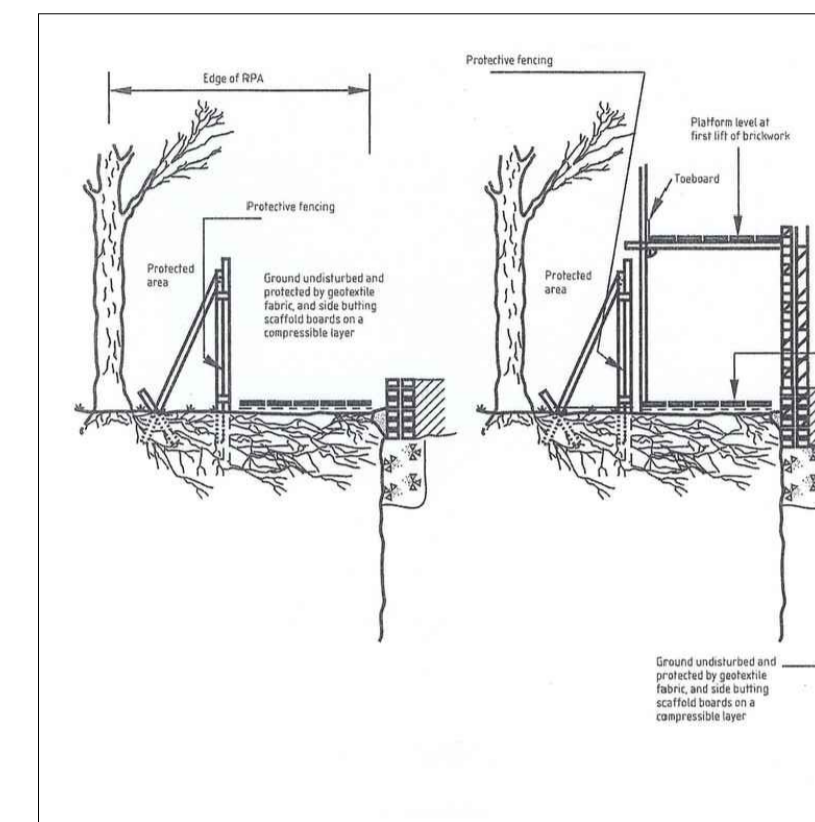 Edge of RPA
Protective fencing
Protected
area
Ground undisturbed and
protected by geotextile
fabric, and side butting
scaffold boards on a
compressible layer
Protective fencing
Platform level at
first lift of brickwork
Toeboard
Protected
area
Ground undisturbed and
protected by geotextile
fabric, and side butting
scaffold boards on a
compressible layer